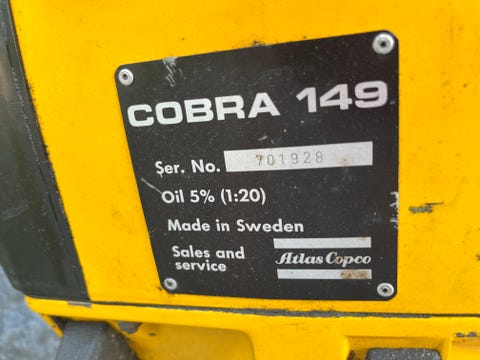 COBRA 149
Ser. No. 701928
Oil 5% (1:20)
Made in Sweden
Sales and service
Atlas Copco